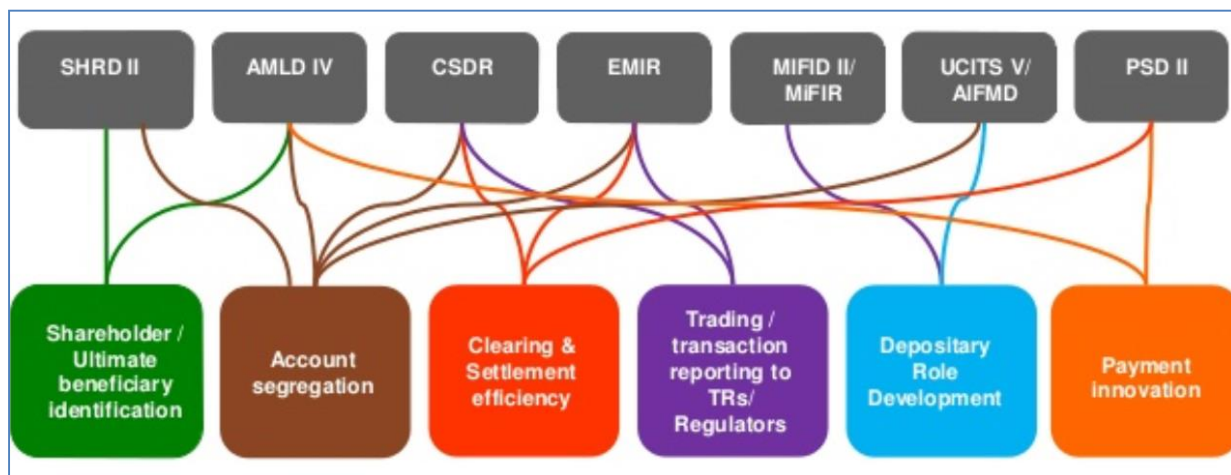 SHRD II
AMLD IV
CSDR
EMIR
MIFID II/
MiFIR
UCITS V/
AIFMD
PSD II
Shareholder /
Ultimate
beneficiary
identification
Account
segregation
Clearing &
Settlement
efficiency
Trading /
transaction
reporting to
TRs/
Regulators
Depositary
Role
Development
Payment
innovation